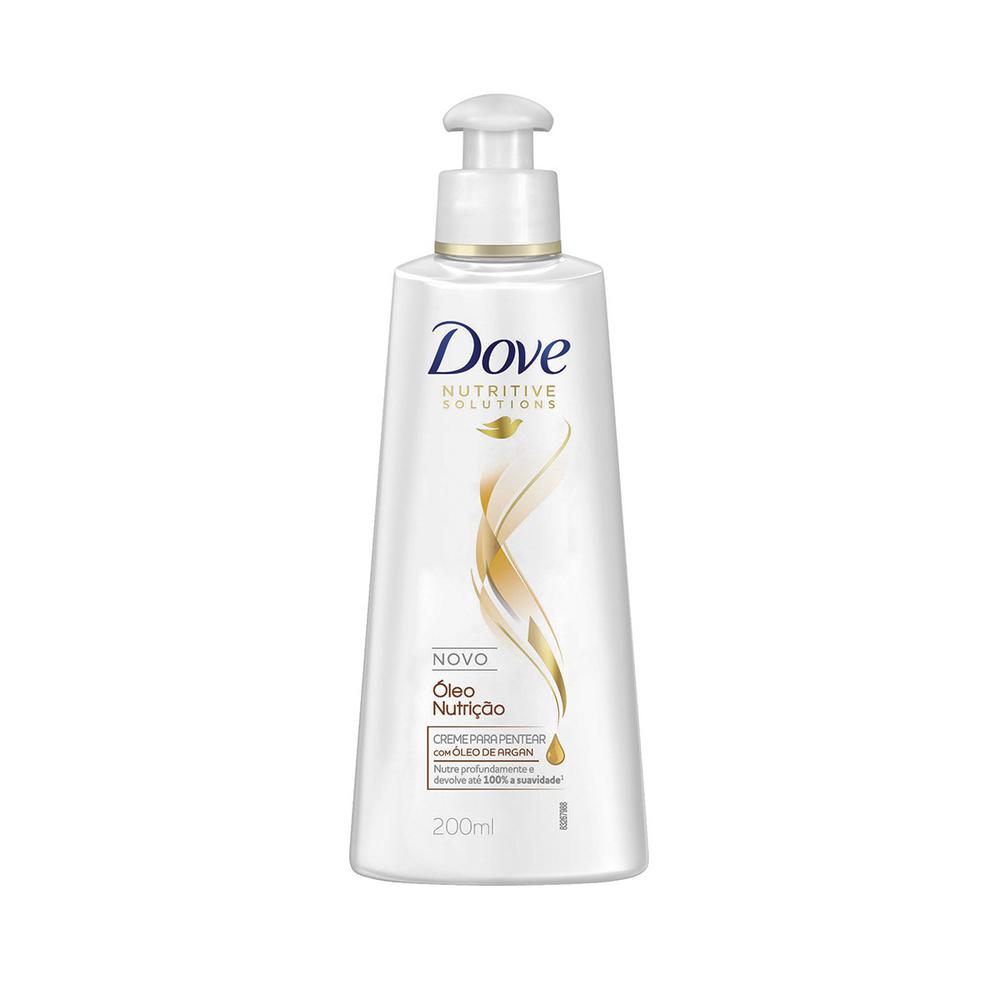 Dove
NUTRITIVE
SOLUTIONS
NOVO
Óleo
Nutrição
CREME PARA PENTEAR
COM ÓLEO DE ARGAN
Nutre profundamente e
devolve até 100% a suavidade¹
200ml
83267988